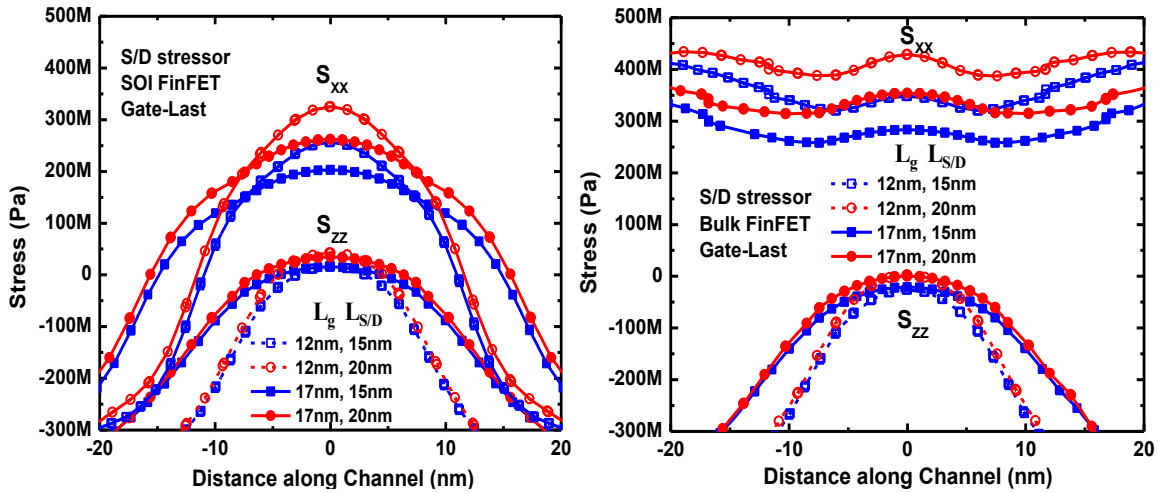 500M
400M
300M
200M
100M
0
-100M
-200M
-300M
Stress (Pa)
S/D stressor
SOI FinFET
Gate-Last
SXX
SZZ
Lg LS/D
12nm, 15nm
12nm, 20nm
17nm, 15nm
17nm, 20nm
-20 -10 0 10 20
Distance along Channel (nm)
500M
400M
300M
200M
100M
0
-100M
-200M
-300M
Stress (Pa)
SXX
Lg LS/D
12nm, 15nm
12nm, 20nm
17nm, 15nm
17nm, 20nm
S/D stressor
Bulk FinFET
Gate-Last
SZZ
-20 -10 0 10 20
Distance along Channel (nm)